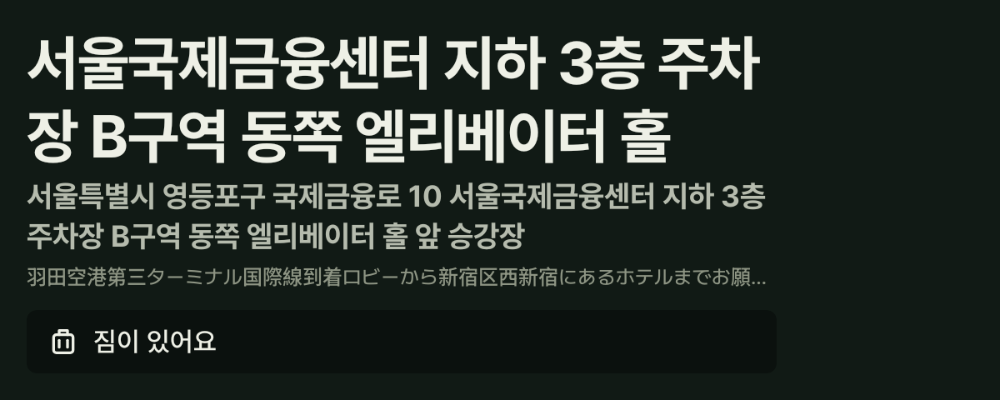 서울국제금융센터 지하 3층 주차
장 B구역 동쪽 엘리베이터 홀
서울특별시 영등포구 국제금융로 10 서울국제금융센터 지하 3층
주차장 B구역 동쪽 엘리베이터 홀 앞 승강장
羽田空港第三ターミナル国際線到着ロビーから新宿区西新宿にあるホテルまでお願...
짐이 있어요